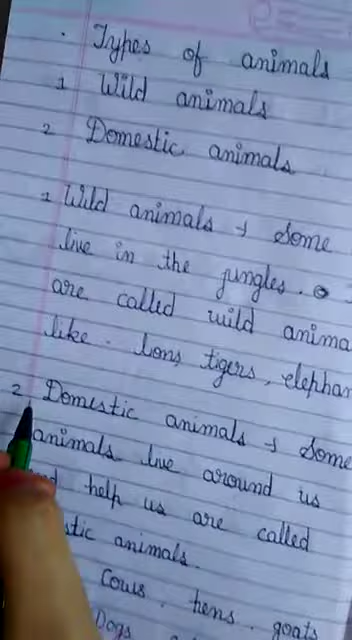 · Types of animals
1 Wild animals
2 Domestic animals
1 Wild animals → Some
live in the jungles.
are called wild anima
like. lons, tigers, elephan
2 Domestic animals → Some
animals live around us
help us are called
stic animals.
Cows, hens, goats
Dogs